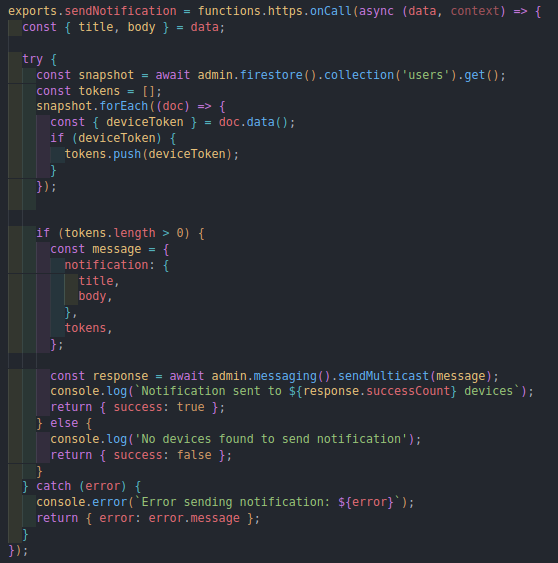 exports.sendNotification = functions.https.onCall(async (data, context) => {
  const { title, body } = data;

  try {
    const snapshot = await admin.firestore().collection('users').get();
    const tokens = [];
    snapshot.forEach((doc) => {
      const { deviceToken } = doc.data();
      if (deviceToken) {
        tokens.push(deviceToken);
      }
    });


    if (tokens.length > 0) {
      const message = {
        notification: {
          title,
          body,
        },
        tokens,
      };

      const response = await admin.messaging().sendMulticast(message);
      console.log(`Notification sent to ${response.successCount} devices`);
      return { success: true };
    } else {
      console.log('No devices found to send notification');
      return { success: false };
    }
  } catch (error) {
    console.error(`Error sending notification: ${error}`);
    return { error: error.message };
  }
});